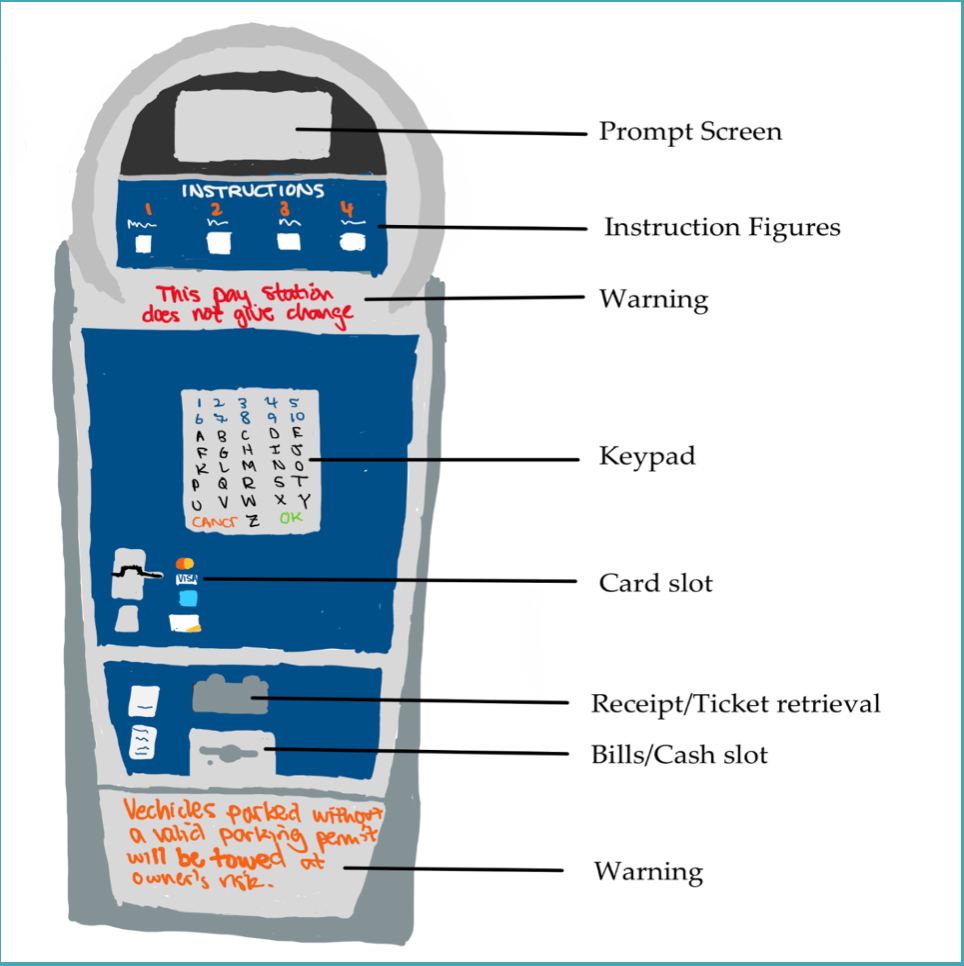 Prompt Screen
INSTRUCTIONS
1 2 3 4
Instruction Figures
This pay station
does not give change
Warning
1 2 3 4 5
6 7 8 9 10
A B C D E
F G H I J
K L M N O
P Q R S T
U V W X Y
CANCR Z OK
Keypad
VISA
Card slot
Receipt/Ticket retrieval
Bills/Cash slot
Vechicles parked without
a valid parking permit
will be towed at
owner's risk.
Warning